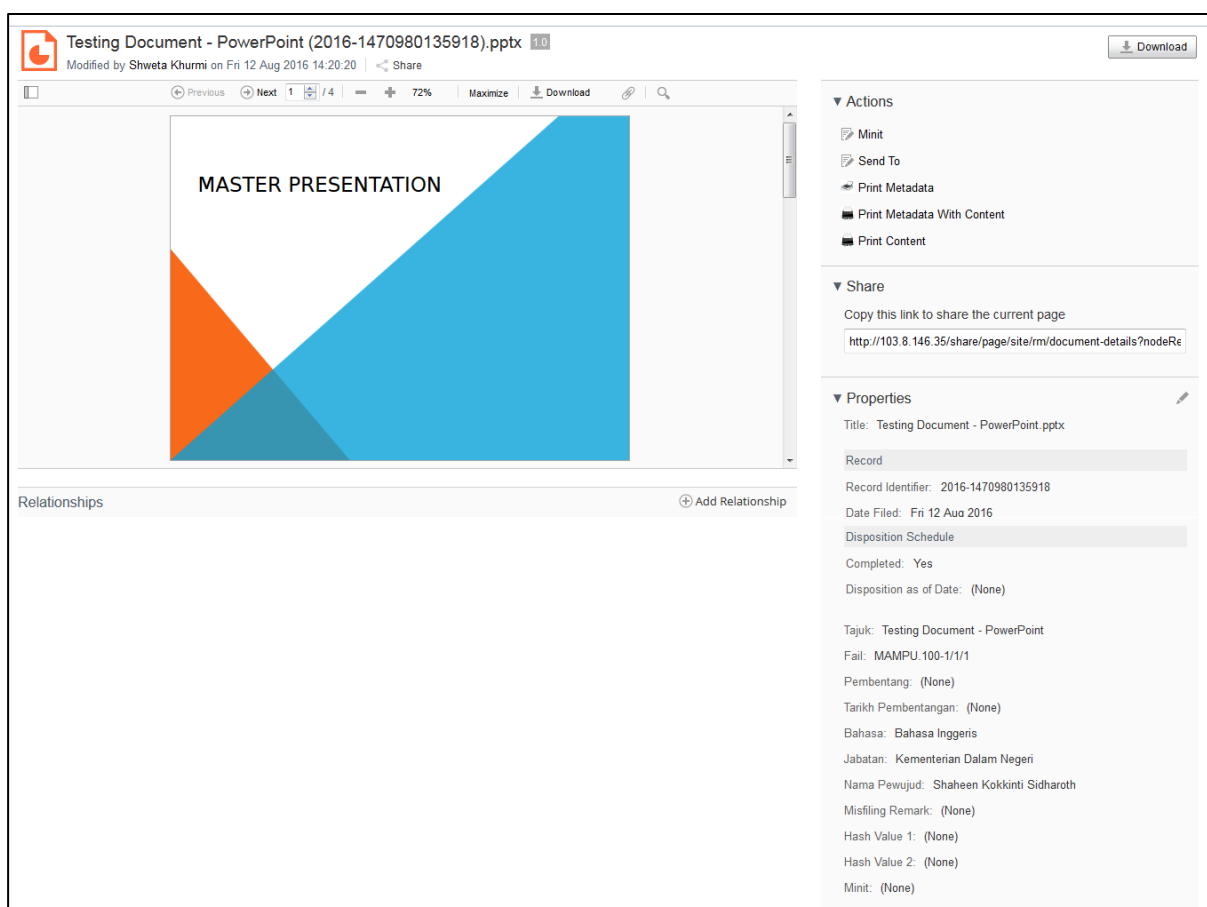 Testing Document - PowerPoint (2016-1470980135918).pptx 1.0
Modified by Shweta Khurmi on Fri 12 Aug 2016 14:20:20 Share
Download
Previous Next 1 / 4 72% Maximize Download
MASTER PRESENTATION
Relationships
Add Relationship
Actions
Minit
Send To
Print Metadata
Print Metadata With Content
Print Content
Share
Copy this link to share the current page
http://103.8.146.35/share/page/site/rm/document-details?nodeRe
Properties
Title: Testing Document - PowerPoint.pptx
Record
Record Identifier: 2016-1470980135918
Date Filed: Fri 12 Aug 2016
Disposition Schedule
Completed: Yes
Disposition as of Date: (None)
Tajuk: Testing Document - PowerPoint
Fail: MAMPU.100-1/1/1
Pembentang: (None)
Tarikh Pembentangan: (None)
Bahasa: Bahasa Inggeris
Jabatan: Kementerian Dalam Negeri
Nama Pewujud: Shaheen Kokkinti Sidharoth
Misfiling Remark: (None)
Hash Value 1: (None)
Hash Value 2: (None)
Minit: (None)